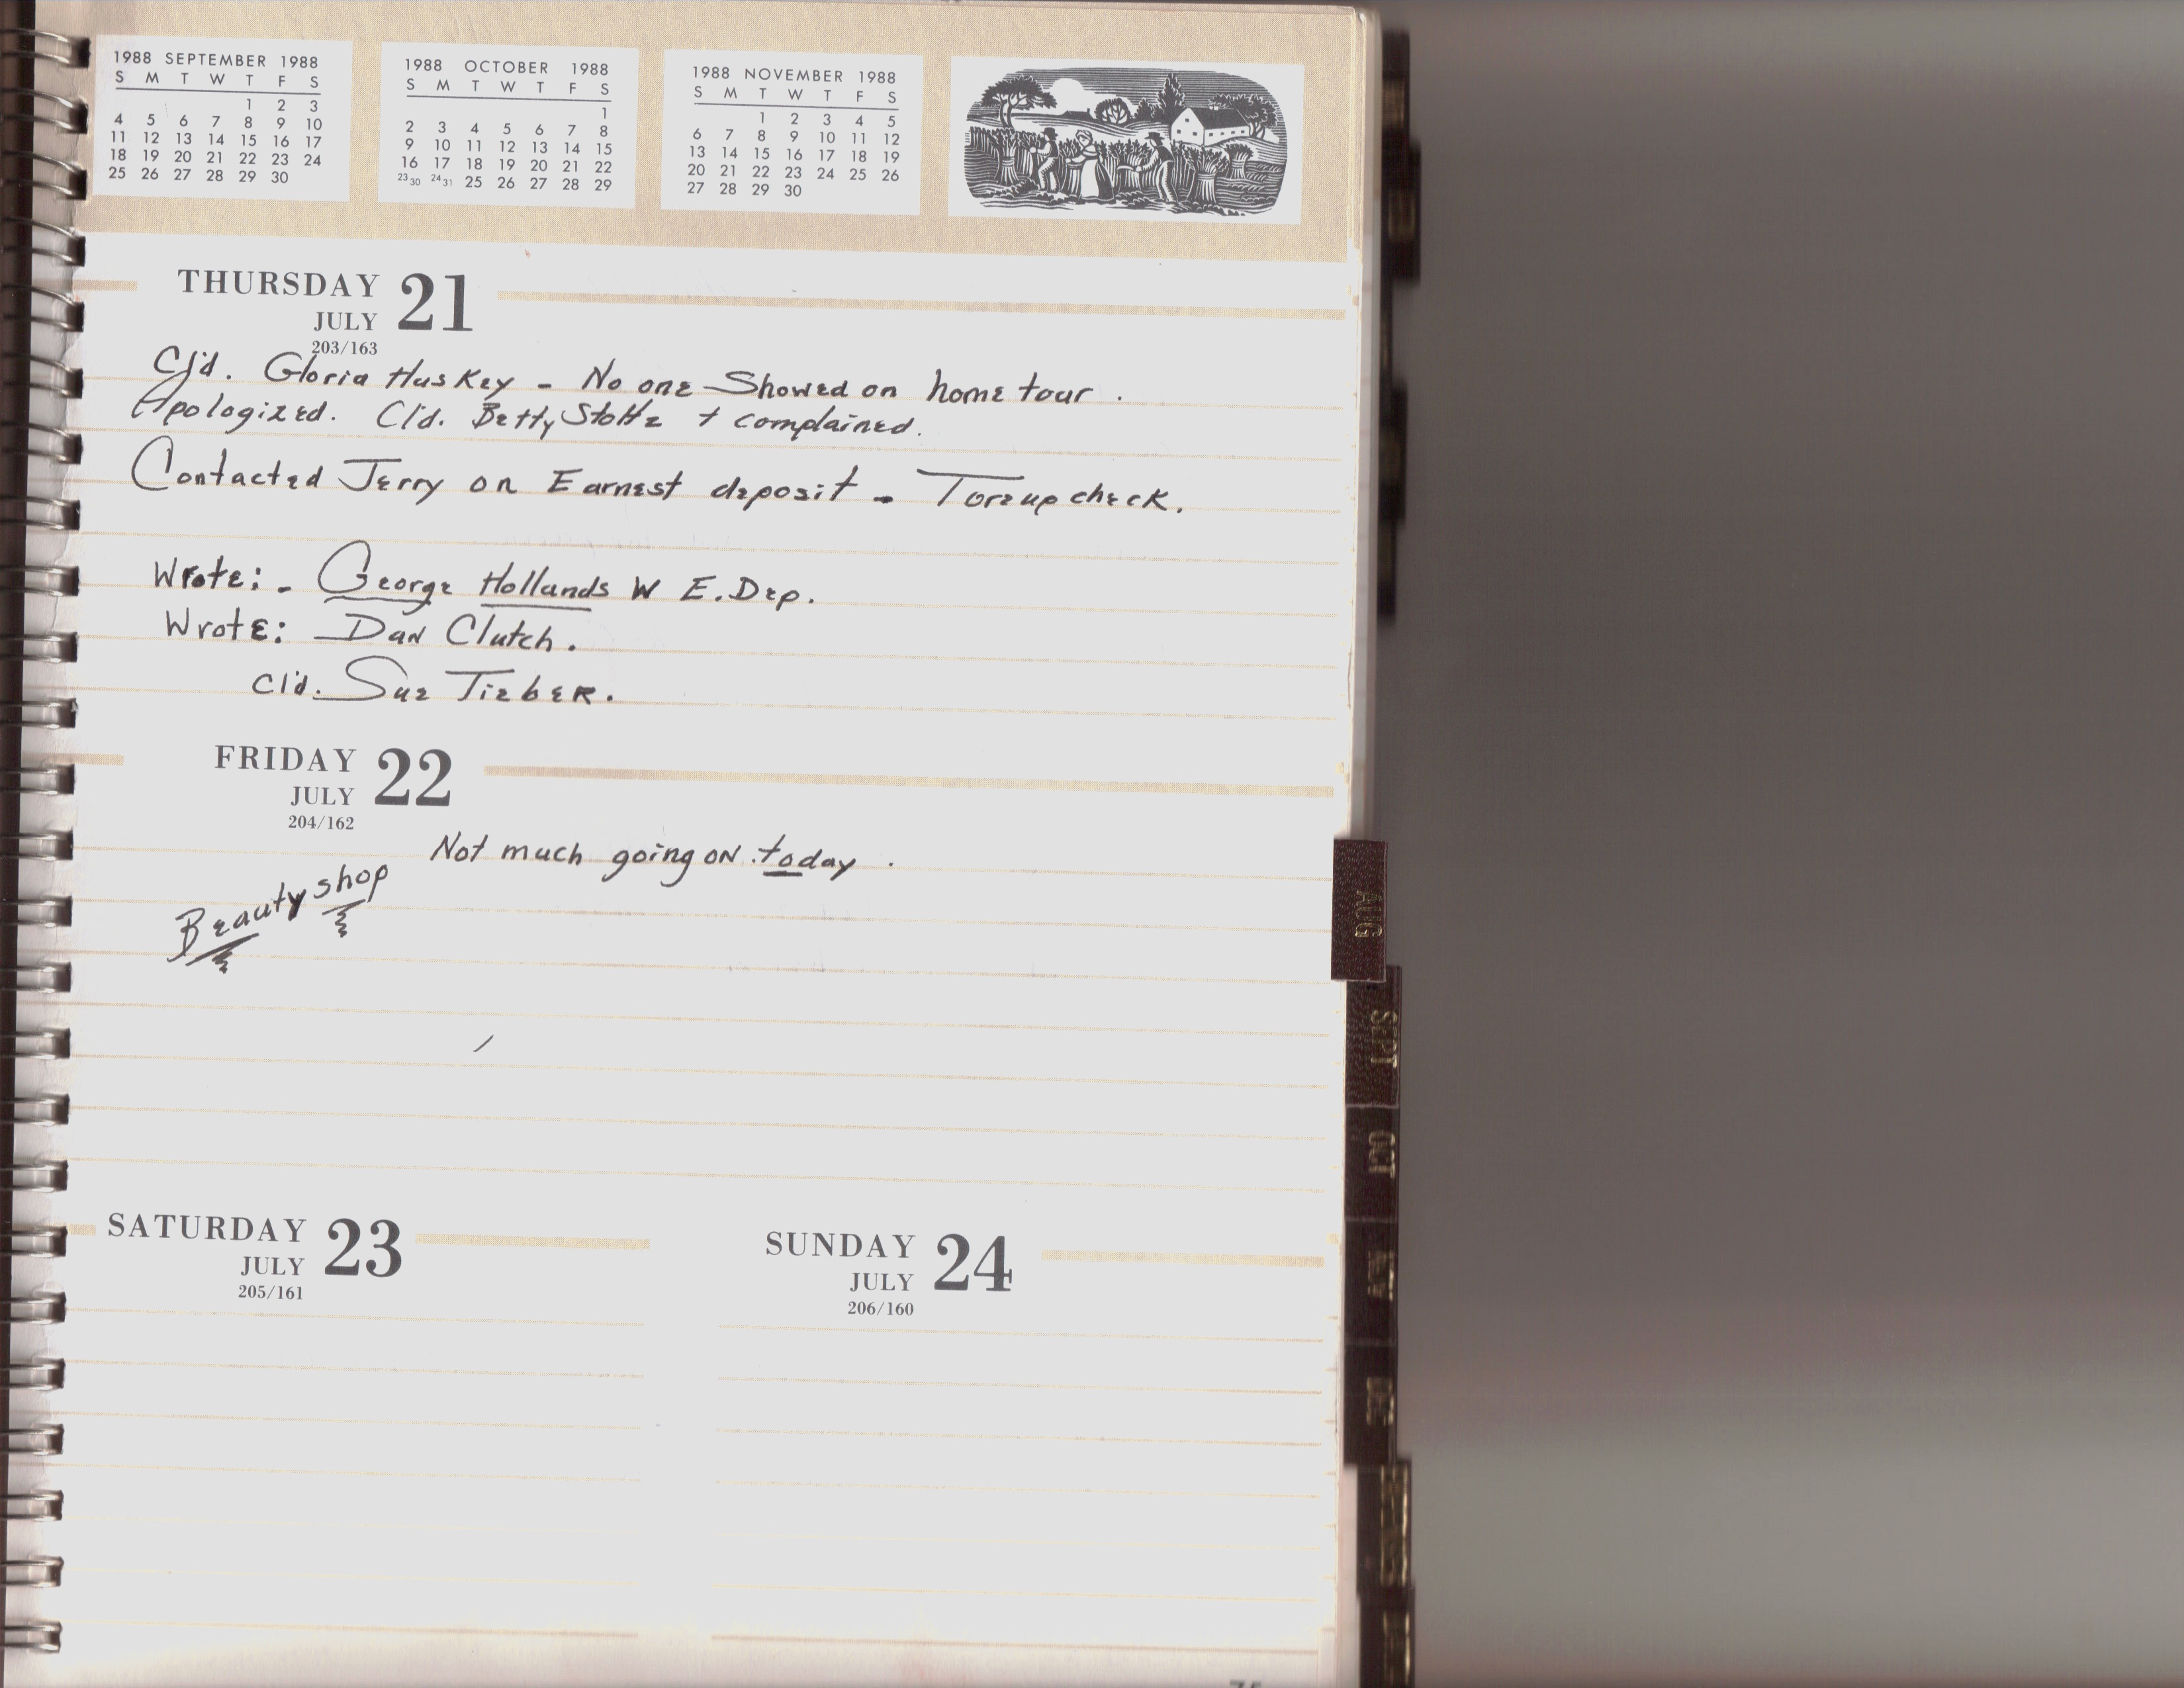 1988 SEPTEMBER 1988
S M T W T F S
1 2 3
4 5 6 7 8 9 10
11 12 13 14 15 16 17
18 19 20 21 22 23 24
25 26 27 28 29 30
1988 OCTOBER 1988
S M T W T F S
1
2 3 4 5 6 7 8
9 10 11 12 13 14 15
16 17 18 19 20 21 22
23 30 24 31 25 26 27 28 29
1988 NOVEMBER 1988
S M T W T F S
1 2 3 4 5
6 7 8 9 10 11 12
13 14 15 16 17 18 19
20 21 22 23 24 25 26
27 28 29 30
THURSDAY 21
JULY
203/163
Cl'd. Gloria Huskey - No one Showed on home tour.
Apologized. Cl'd. Betty Stoltz + complained.
Contacted Jerry on Earnest deposit - Tore up check.
Wrote: - George Hollands W E. Dep.
Wrote: Dan Clutch.
Cl'd. Sue Tieber.
FRIDAY 22
JULY
204/162
Not much going on today.
Beauty shop
SATURDAY 23
JULY
205/161
SUNDAY 24
JULY
206/160
AUG
SEPT
OCT